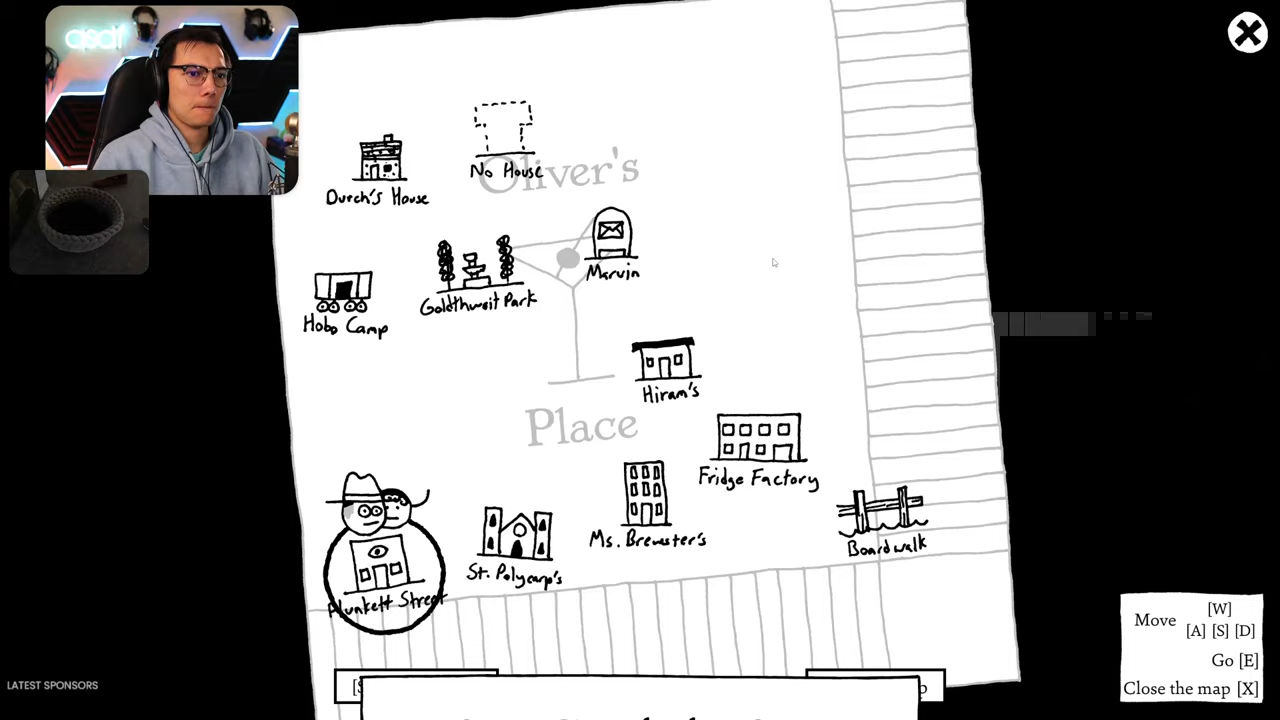 Oliver's
No House
Durch's House
Marvin
Goldthwait Park
Hobo Camp
Hiram's
Place
Fridge Factory
Ms. Brewster's
Boardwalk
St. Polycarp's
Plunkett Street
Move [W]
[A] [S] [D]
Go [E]
Close the map [X]
LATEST SPONSORS